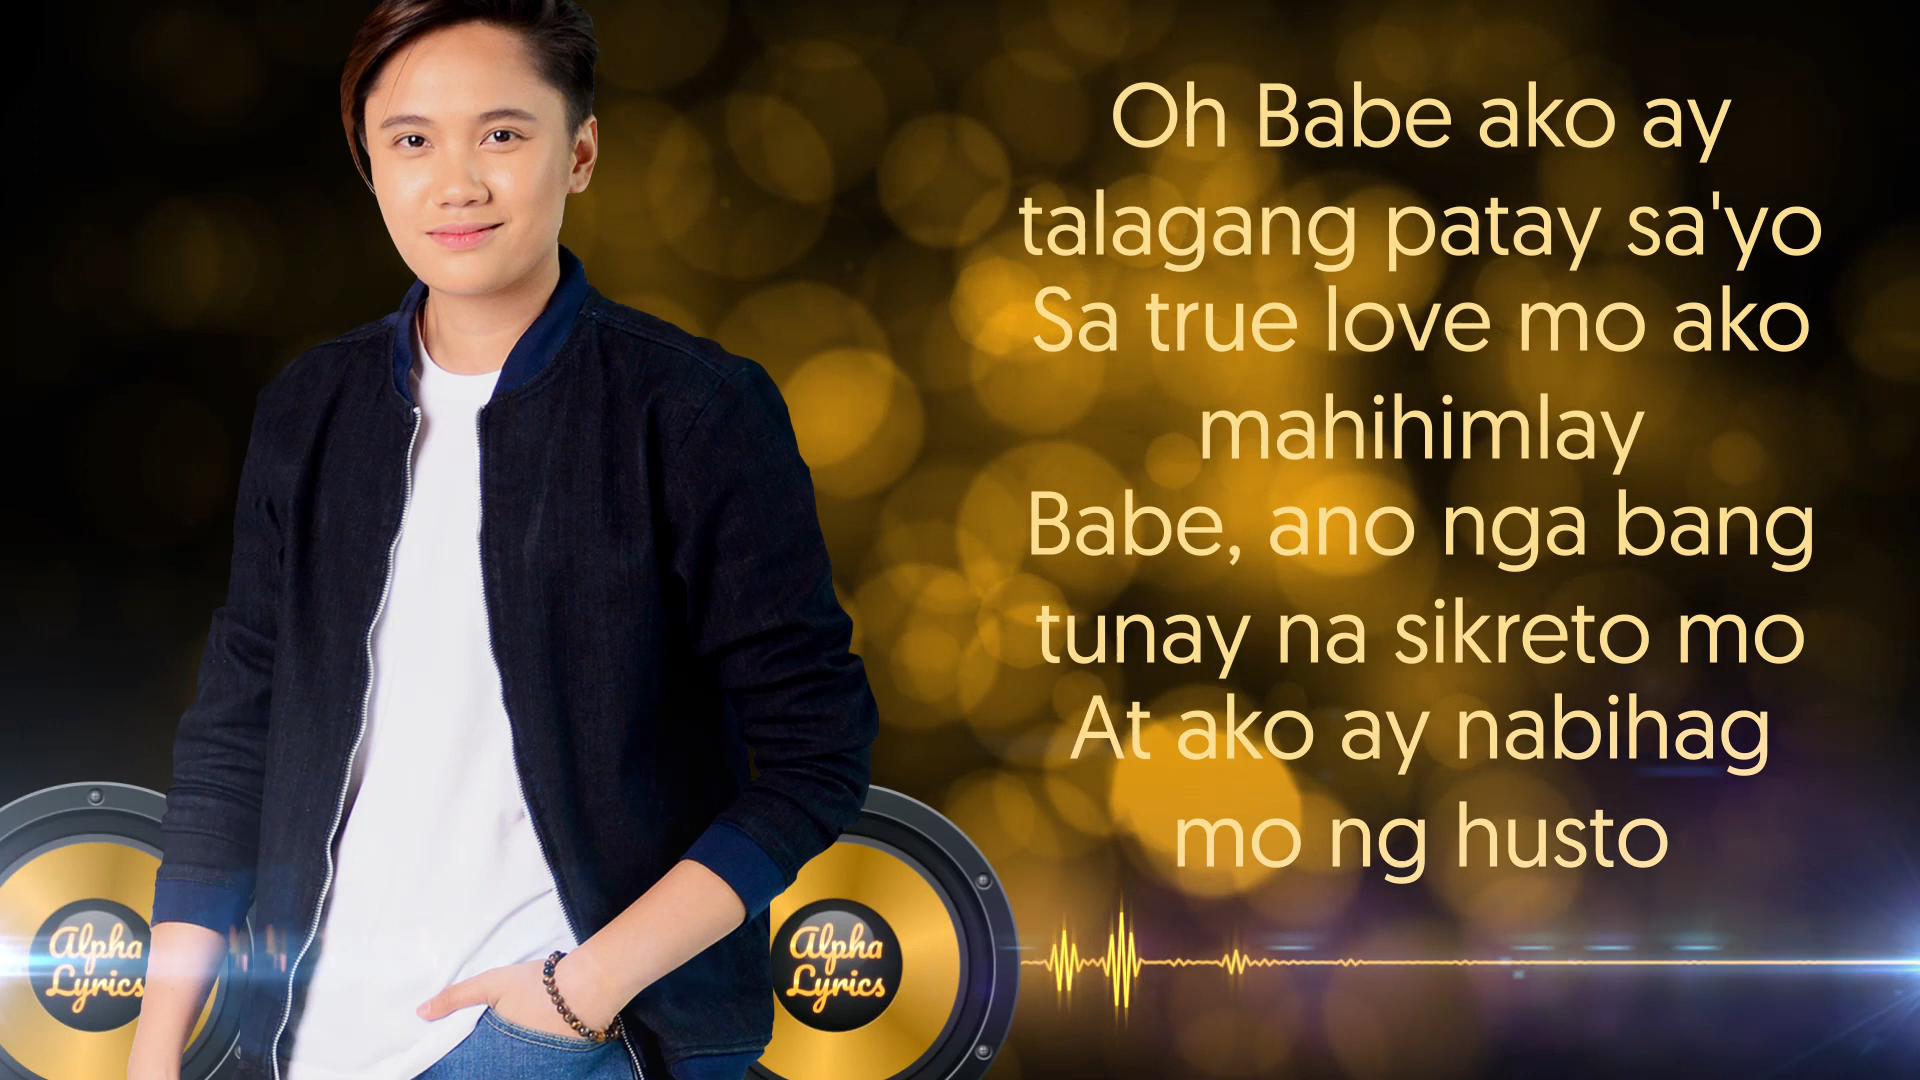 Oh Babe ako ay
talagang patay sa'yo
Sa true love mo ako
mahihimlay
Babe, ano nga bang
tunay na sikreto mo
At ako ay nabihag
mo ng husto
Alpha
Lyrics
Alpha
Lyrics